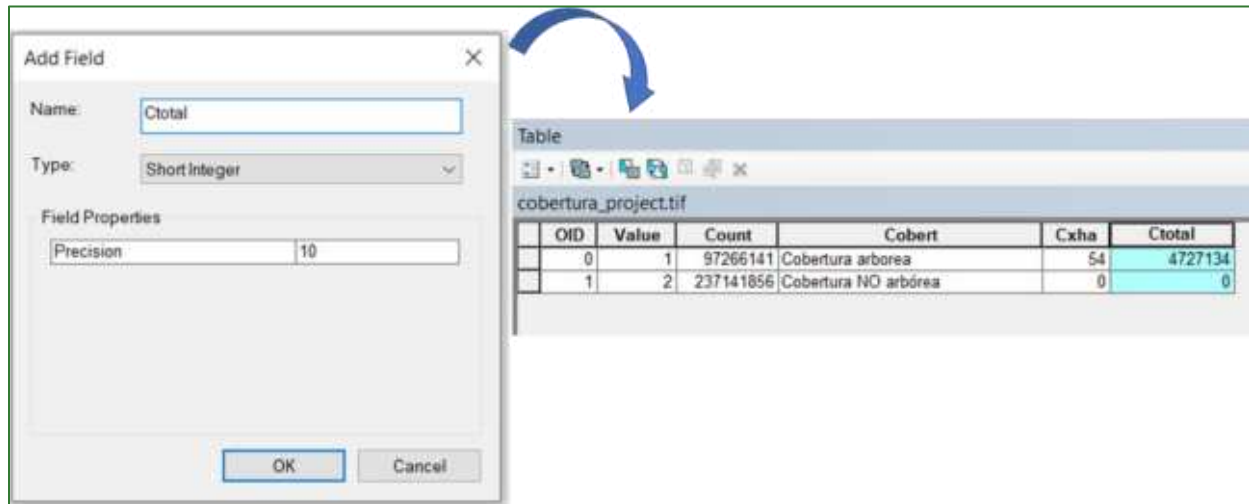 Add Field
Name:
Ctotal
Type:
Short Integer
Field Properties
Precision 10
OK Cancel
Table
cobertura_project.tif
OID Value Count Cobert Cxha Ctotal
0 1 97266141 Cobertura arborea 54 4727134
1 2 237141856 Cobertura NO arbórea 0 0